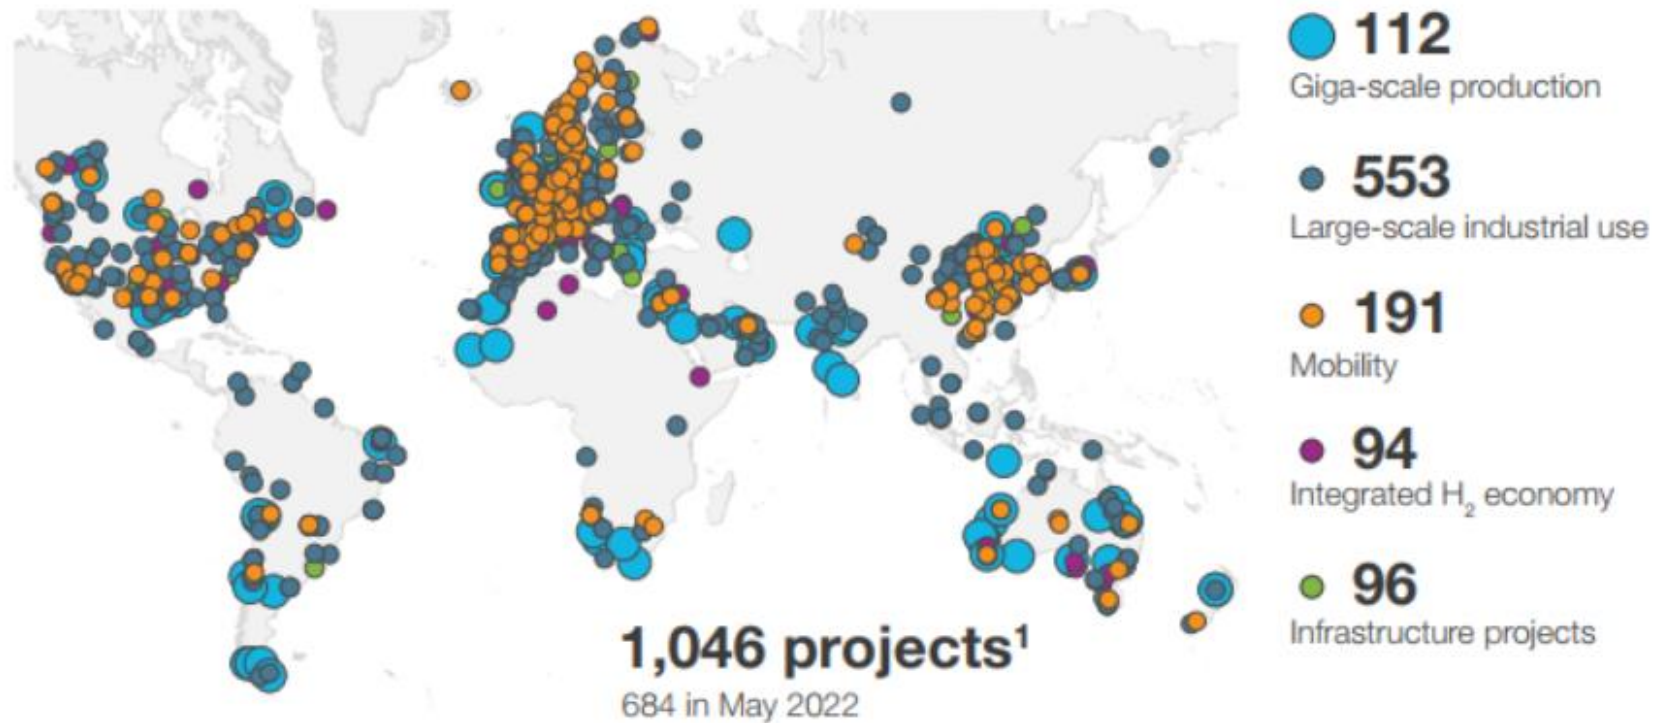 112
Giga-scale production
553
Large-scale industrial use
191
Mobility
94
Integrated H₂ economy
96
Infrastructure projects
1,046 projects¹
684 in May 2022